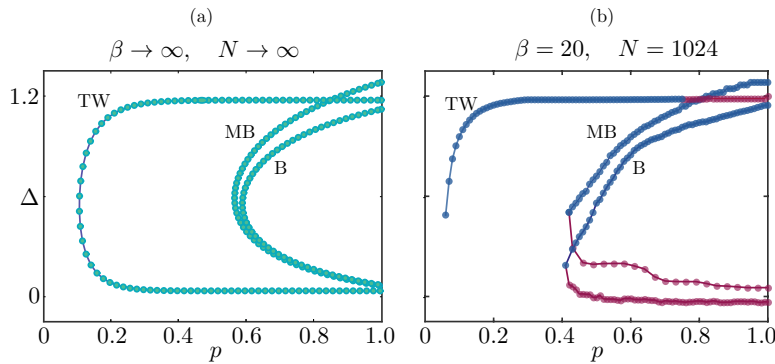 (a)
β → ∞,   N → ∞
TW
MB
B
1.2
Δ
0
0 0.2 0.4 0.6 0.8 1.0
p
(b)
β = 20,   N = 1024
TW
MB
B
0 0.2 0.4 0.6 0.8 1.0
p